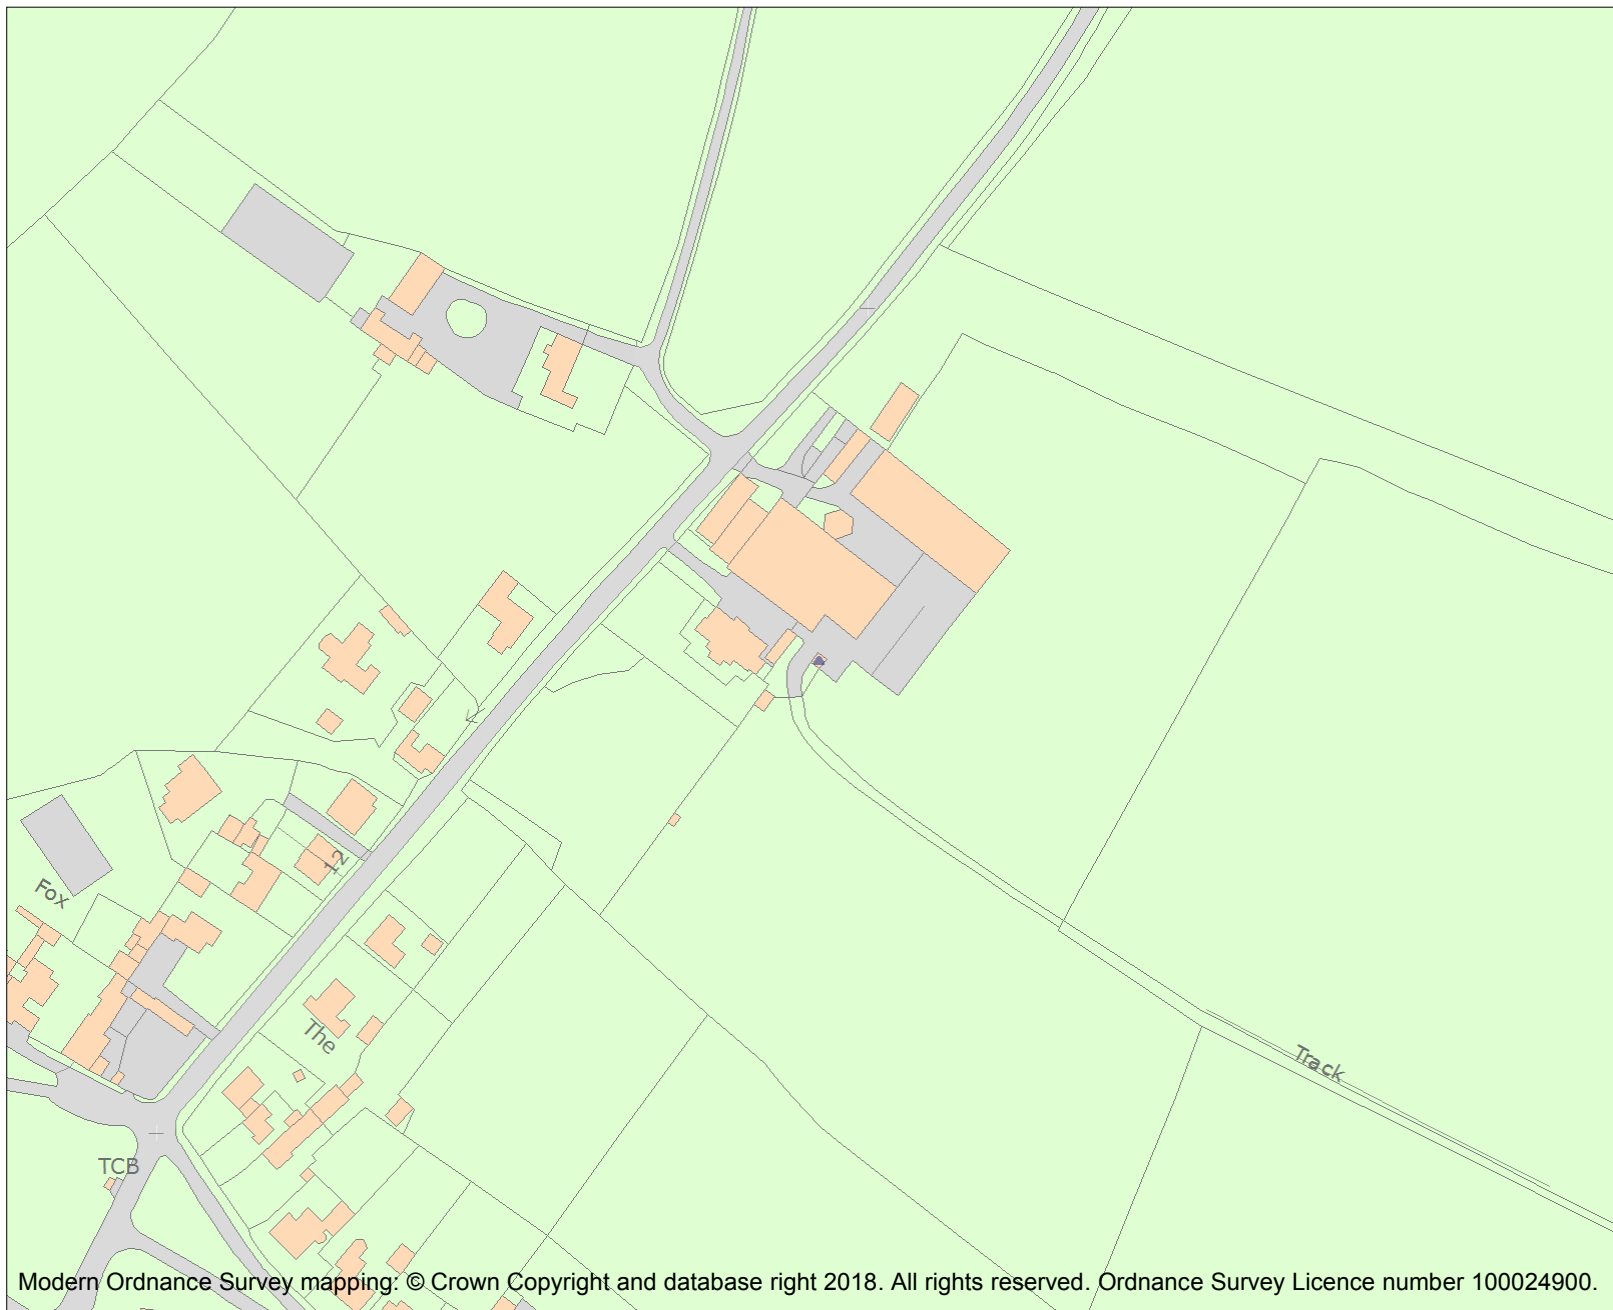 12
Fox
The
Track
TCB
Modern Ordnance Survey mapping: © Crown Copyright and database right 2018. All rights reserved. Ordnance Survey Licence number 100024900.